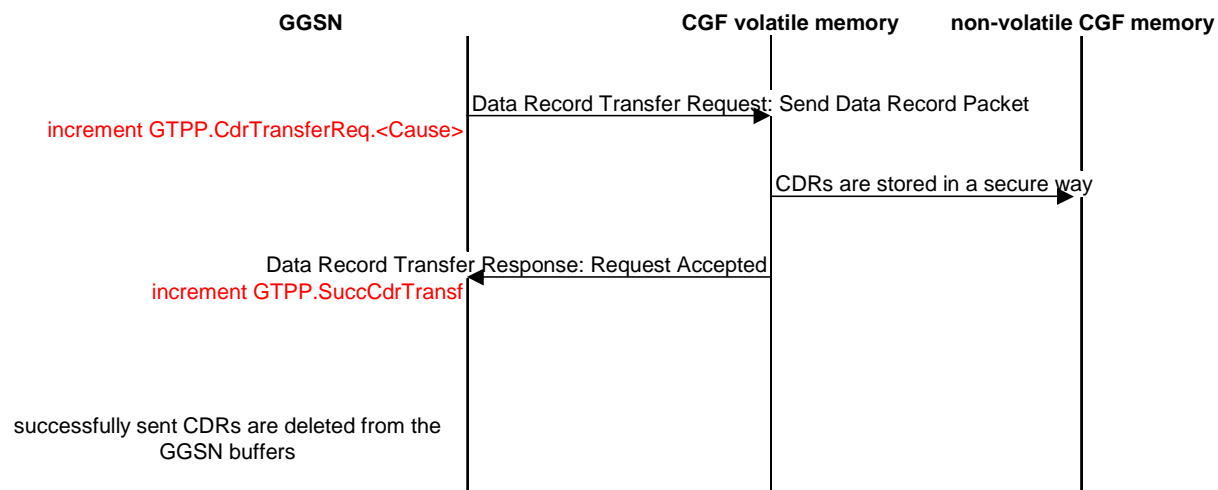 GGSN
CGF volatile memory
non-volatile CGF memory
Data Record Transfer Request: Send Data Record Packet
increment GTPP.CdrTransferReq.<Cause>
CDRs are stored in a secure way
Data Record Transfer Response: Request Accepted
increment GTPP.SuccCdrTransf
successfully sent CDRs are deleted from the
GGSN buffers